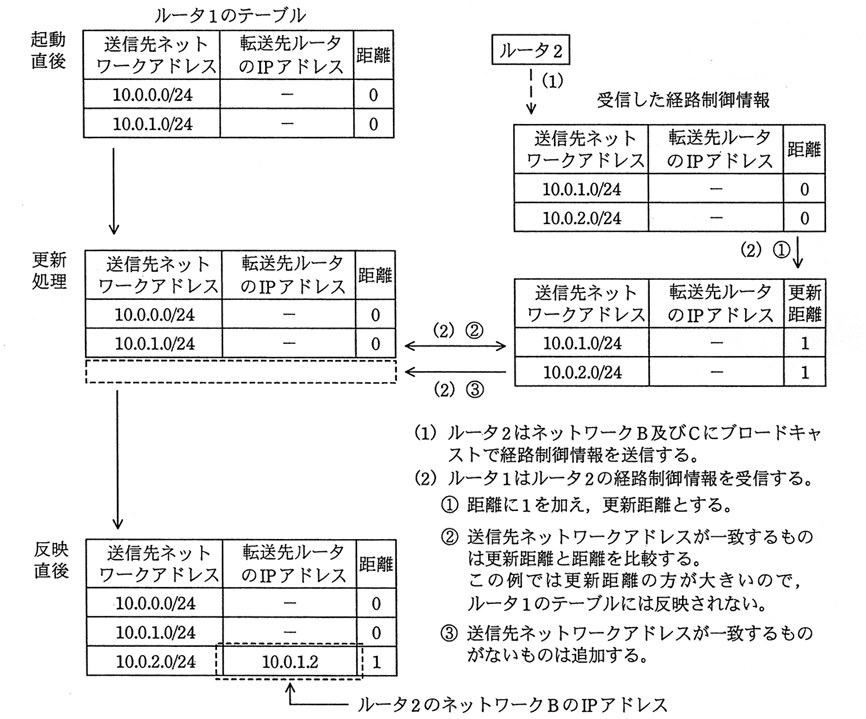 ルータ1のテーブル
起動
直後
送信先ネット
ワークアドレス
転送先ルータ
のIPアドレス
距離
10.0.0.0/24
－
0
10.0.1.0/24
－
0
ルータ2
(1)
受信した経路制御情報
送信先ネット
ワークアドレス
転送先ルータ
のIPアドレス
距離
10.0.1.0/24
－
0
10.0.2.0/24
－
0
(2) ①
更新
処理
送信先ネット
ワークアドレス
転送先ルータ
のIPアドレス
距離
10.0.0.0/24
－
0
10.0.1.0/24
－
0
(2) ②
(2) ③
送信先ネット
ワークアドレス
転送先ルータ
のIPアドレス
更新
距離
10.0.1.0/24
－
1
10.0.2.0/24
－
1
(1) ルータ2はネットワークB及びCにブロードキャ
ストで経路制御情報を送信する。
(2) ルータ1はルータ2の経路制御情報を受信する。
① 距離に1を加え，更新距離とする。
② 送信先ネットワークアドレスが一致するもの
は更新距離と距離を比較する。
この例では更新距離の方が大きいので，
ルータ1のテーブルには反映されない。
③ 送信先ネットワークアドレスが一致するもの
がないものは追加する。
反映
直後
送信先ネット
ワークアドレス
転送先ルータ
のIPアドレス
距離
10.0.0.0/24
－
0
10.0.1.0/24
－
0
10.0.2.0/24
10.0.1.2
1
ルータ2のネットワークBのIPアドレス